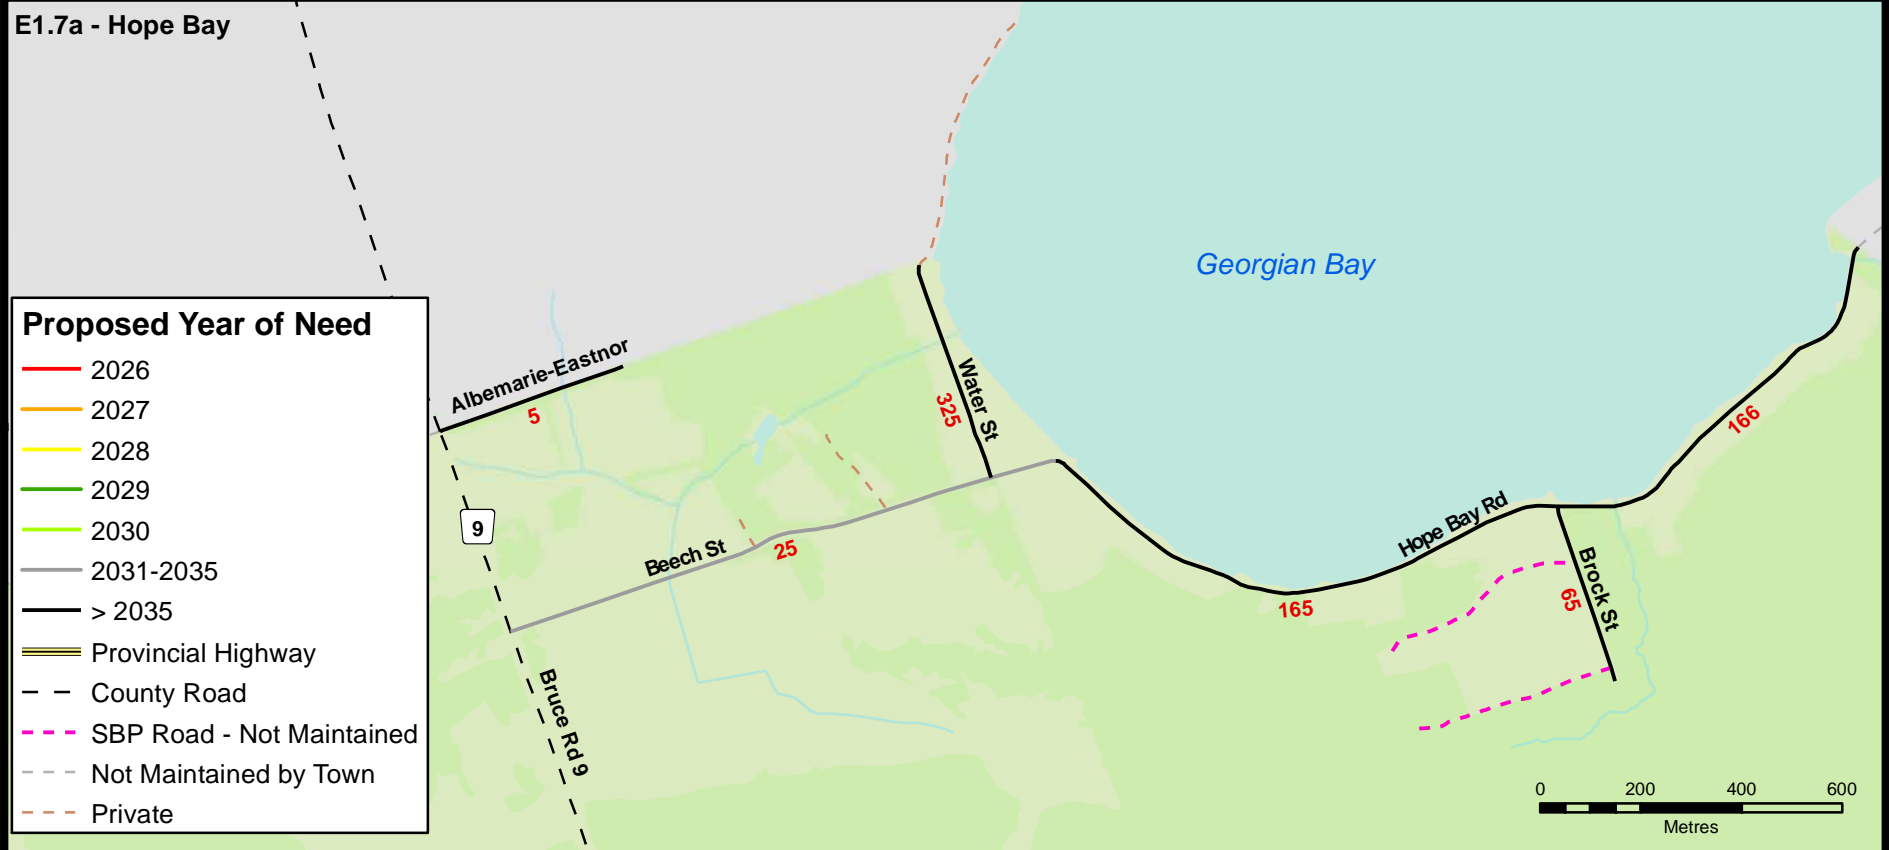 E1.7a - Hope Bay
Georgian Bay
Proposed Year of Need
2026
2027
2028
2029
2030
2031-2035
> 2035
Provincial Highway
County Road
SBP Road - Not Maintained
Not Maintained by Town
Private
Albemarie-Eastnor
5
325
Water St
9
Beech St
25
Bruce Rd 9
165
Hope Bay Rd
166
65
Brock St
0 200 400 600
Metres